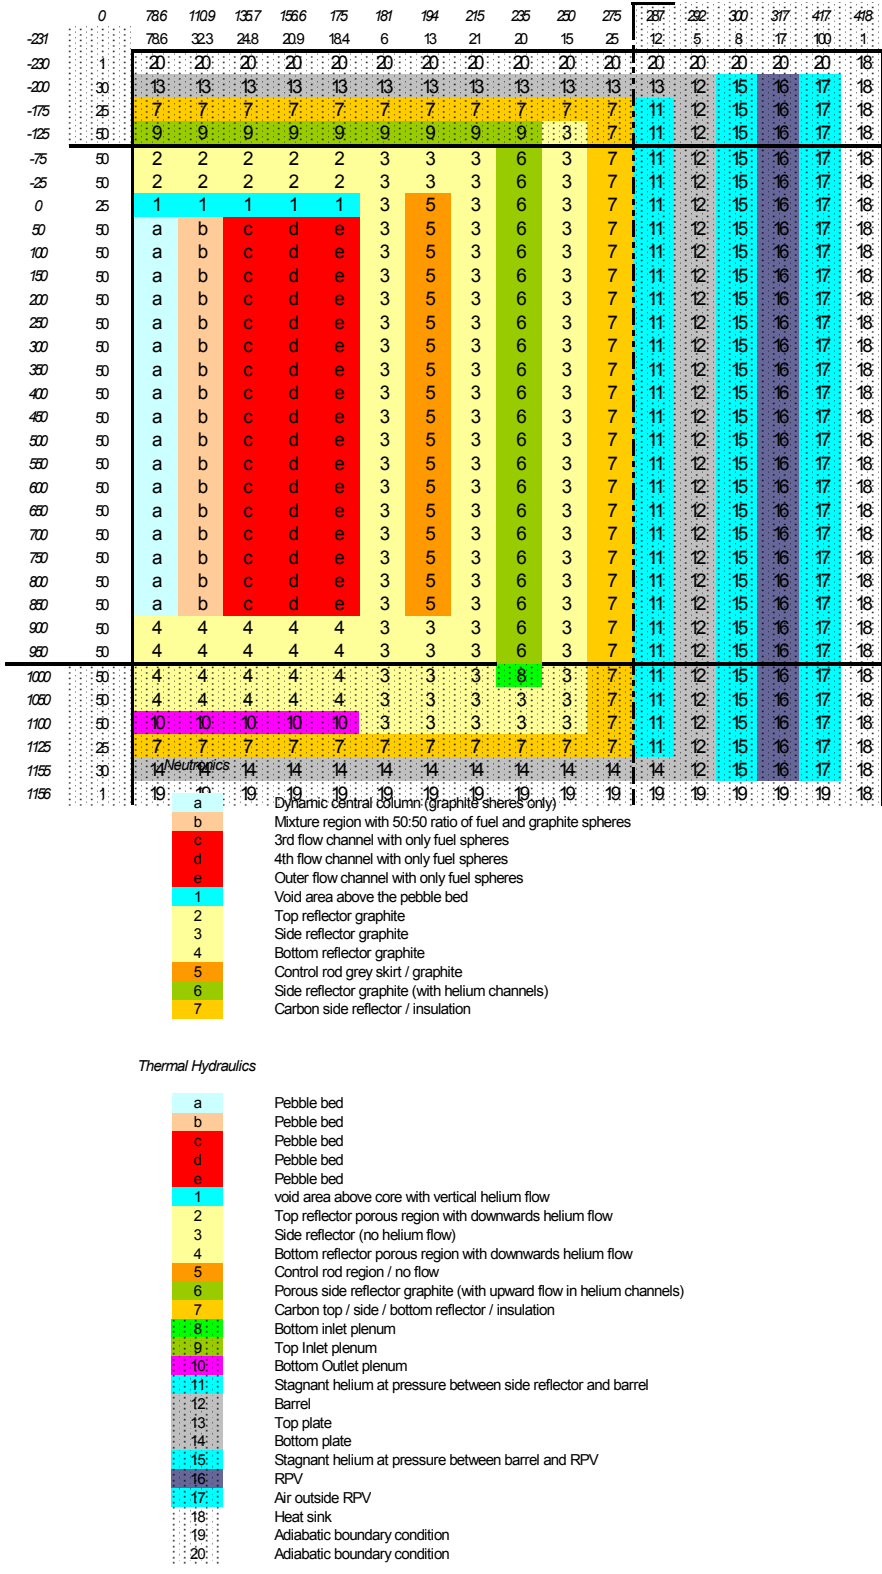 0 78.6 110.9 135.7 156.6 175 181 194 215 235 250 275 287 292 300 317 417 418
-231 78.6 32.3 24.8 20.9 18.4 6 13 21 20 15 25 12 5 8 17 100 1
-230 1 20 20 20 20 20 20 20 20 20 20 20 20 20 20 20 20 18
-200 30 13 13 13 13 13 13 13 13 13 13 13 13 12 15 16 17 18
-175 25 7 7 7 7 7 7 7 7 7 7 7 11 12 15 16 17 18
-125 50 9 9 9 9 9 9 9 9 9 3 7 11 12 15 16 17 18
-75 50 2 2 2 2 2 3 3 3 6 3 7 11 12 15 16 17 18
-25 50 2 2 2 2 2 3 3 3 6 3 7 11 12 15 16 17 18
0 25 1 1 1 1 1 3 5 3 6 3 7 11 12 15 16 17 18
50 50 a b c d e 3 5 3 6 3 7 11 12 15 16 17 18
100 50 a b c d e 3 5 3 6 3 7 11 12 15 16 17 18
150 50 a b c d e 3 5 3 6 3 7 11 12 15 16 17 18
200 50 a b c d e 3 5 3 6 3 7 11 12 15 16 17 18
250 50 a b c d e 3 5 3 6 3 7 11 12 15 16 17 18
300 50 a b c d e 3 5 3 6 3 7 11 12 15 16 17 18
350 50 a b c d e 3 5 3 6 3 7 11 12 15 16 17 18
400 50 a b c d e 3 5 3 6 3 7 11 12 15 16 17 18
450 50 a b c d e 3 5 3 6 3 7 11 12 15 16 17 18
500 50 a b c d e 3 5 3 6 3 7 11 12 15 16 17 18
550 50 a b c d e 3 5 3 6 3 7 11 12 15 16 17 18
600 50 a b c d e 3 5 3 6 3 7 11 12 15 16 17 18
650 50 a b c d e 3 5 3 6 3 7 11 12 15 16 17 18
700 50 a b c d e 3 5 3 6 3 7 11 12 15 16 17 18
750 50 a b c d e 3 5 3 6 3 7 11 12 15 16 17 18
800 50 a b c d e 3 5 3 6 3 7 11 12 15 16 17 18
850 50 a b c d e 3 5 3 6 3 7 11 12 15 16 17 18
900 50 4 4 4 4 4 3 3 3 6 3 7 11 12 15 16 17 18
950 50 4 4 4 4 4 3 3 3 6 3 7 11 12 15 16 17 18
1000 50 4 4 4 4 4 3 3 3 8 3 7 11 12 15 16 17 18
1050 50 4 4 4 4 4 3 3 3 3 3 7 11 12 15 16 17 18
1100 50 10 10 10 10 10 3 3 3 3 3 7 11 12 15 16 17 18
1125 25 7 7 7 7 7 7 7 7 7 7 7 11 12 15 16 17 18
1155 30 14 14 14 14 14 14 14 14 14 14 14 14 12 15 16 17 18
Neutronics
1156 1 19 19 19 19 19 19 19 19 19 19 19 19 19 19 19 19 18
a Dynamic central column (graphite sheres only)
b Mixture region with 50:50 ratio of fuel and graphite spheres
c 3rd flow channel with only fuel spheres
d 4th flow channel with only fuel spheres
e Outer flow channel with only fuel spheres
1 Void area above the pebble bed
2 Top reflector graphite
3 Side reflector graphite
4 Bottom reflector graphite
5 Control rod grey skirt / graphite
6 Side reflector graphite (with helium channels)
7 Carbon side reflector / insulation
Thermal Hydraulics
a Pebble bed
b Pebble bed
c Pebble bed
d Pebble bed
e Pebble bed
1 void area above core with vertical helium flow
2 Top reflector porous region with downwards helium flow
3 Side reflector (no helium flow)
4 Bottom reflector porous region with downwards helium flow
5 Control rod region / no flow
6 Porous side reflector graphite (with upward flow in helium channels)
7 Carbon top / side / bottom reflector / insulation
8 Bottom inlet plenum
9 Top Inlet plenum
10 Bottom Outlet plenum
11 Stagnant helium at pressure between side reflector and barrel
12 Barrel
13 Top plate
14 Bottom plate
15 Stagnant helium at pressure between barrel and RPV
16 RPV
17 Air outside RPV
18 Heat sink
19 Adiabatic boundary condition
20 Adiabatic boundary condition